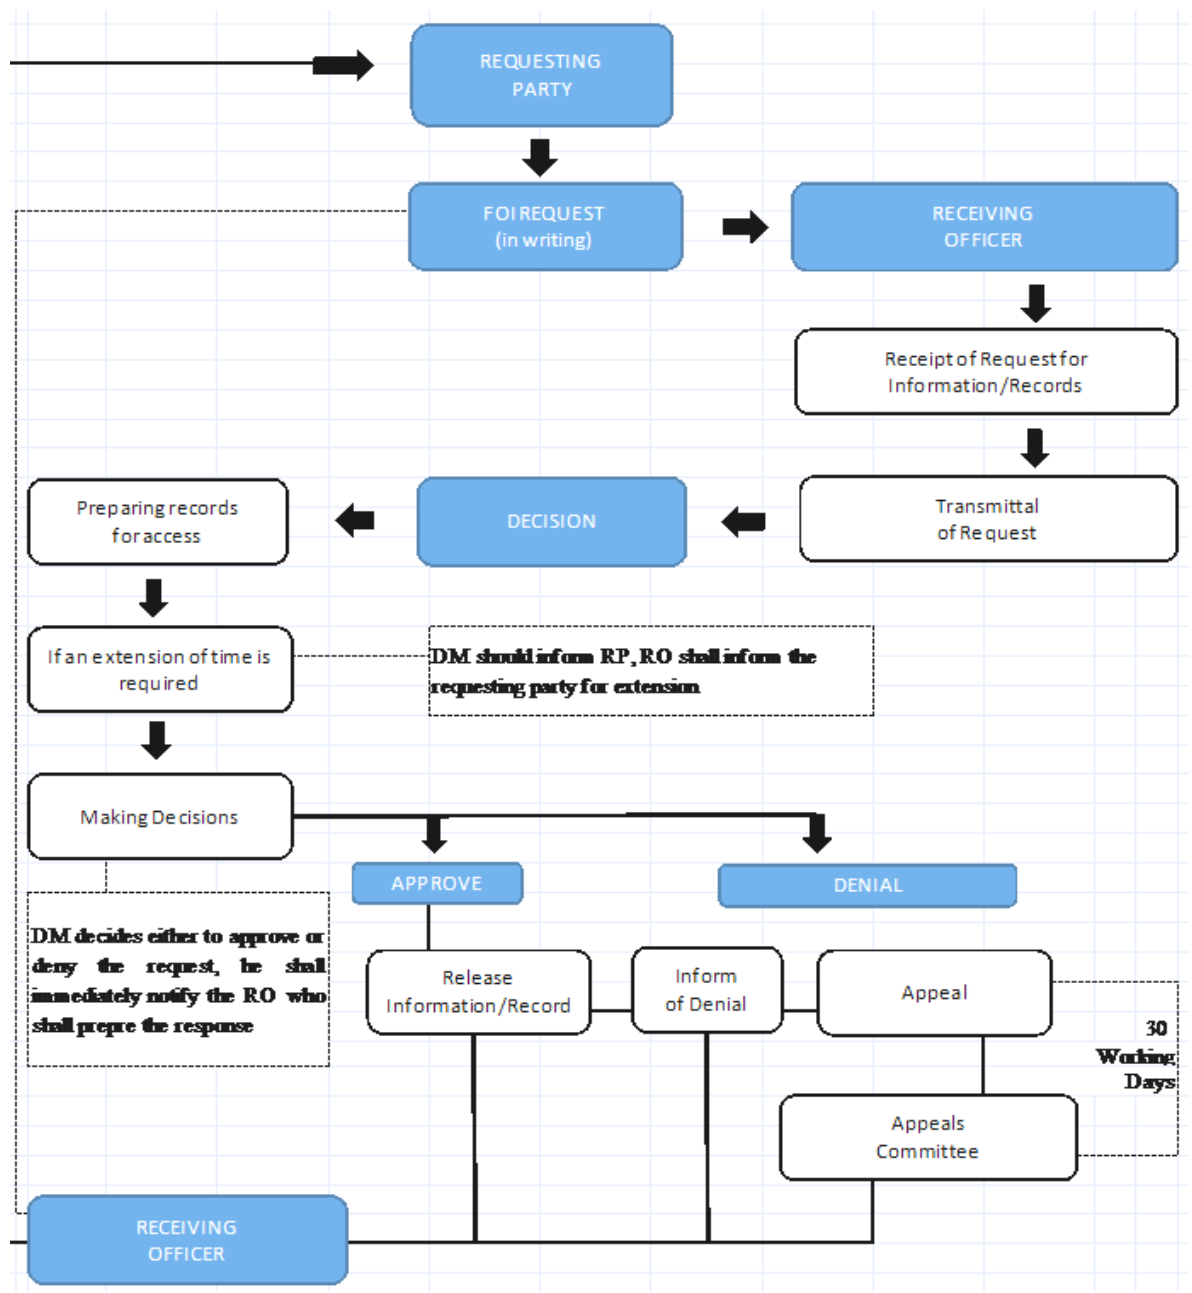 REQUESTING
PARTY
FOI REQUEST
(in writing)
RECEIVING
OFFICER
Receipt of Request for
Information/Records
Transmittal
of Request
DECISION
Preparing records
for access
If an extension of time is
required
DM should inform RP, RO shall inform the
requesting party for extension
Making Decisions
APPROVE
DENIAL
DM decides either to approve or
deny the request, he shall
immediately notify the RO who
shall prepre the response
Release
Information/Record
Inform
of Denial
Appeal
30
Working
Days
Appeals
Committee
RECEIVING
OFFICER